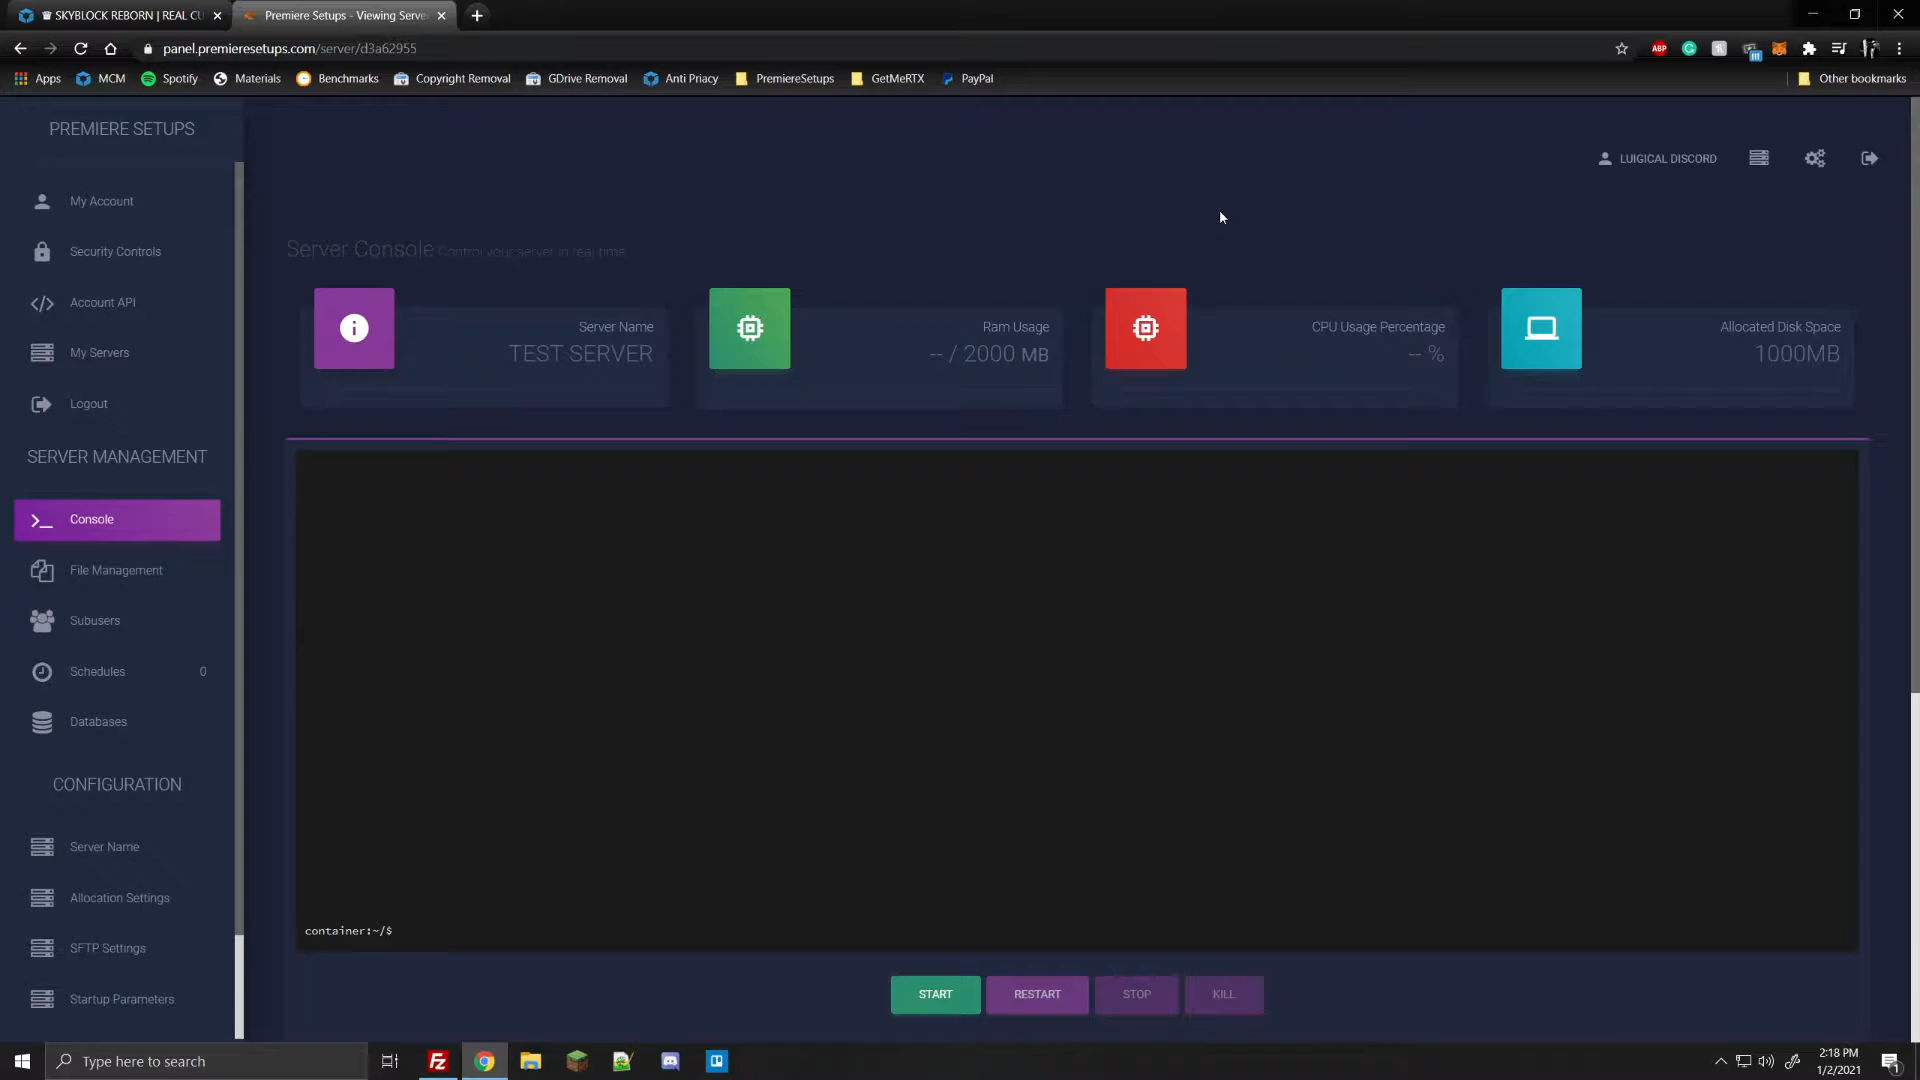 SKYBLOCK REBORN | REAL CU
Premiere Setups - Viewing Serve
panel.premieresetups.com/server/d3a62955
ABP
Apps
MCM
Spotify
Materials
Benchmarks
Copyright Removal
GDrive Removal
Anti Priacy
PremiereSetups
GetMeRTX
PayPal
Other bookmarks
PREMIERE SETUPS
LUIGICAL DISCORD
My Account
Security Controls
Account API
My Servers
Logout
SERVER MANAGEMENT
Console
File Management
Subusers
Schedules 0
Databases
CONFIGURATION
Server Name
Allocation Settings
SFTP Settings
Startup Parameters
Server Console Control your server in real time
Server Name
TEST SERVER
Ram Usage
-- / 2000 MB
CPU Usage Percentage
-- %
Allocated Disk Space
1000MB
container:~/$
START
RESTART
STOP
KILL
Type here to search
Fz
2:18 PM
1/2/2021
1